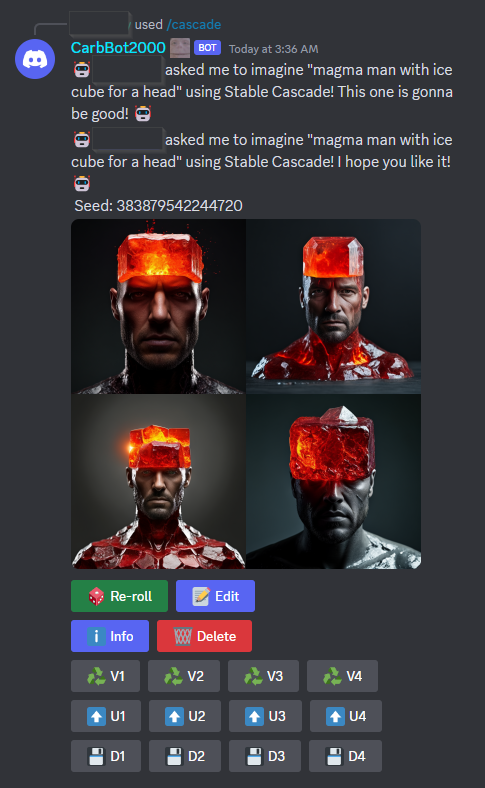 used /cascade
CarbBot2000 BOT Today at 3:36 AM
asked me to imagine "magma man with ice
cube for a head" using Stable Cascade! This one is gonna
be good!
asked me to imagine "magma man with ice
cube for a head" using Stable Cascade! I hope you like it!
Seed: 383879542244720
Re-roll Edit
Info Delete
V1 V2 V3 V4
U1 U2 U3 U4
D1 D2 D3 D4